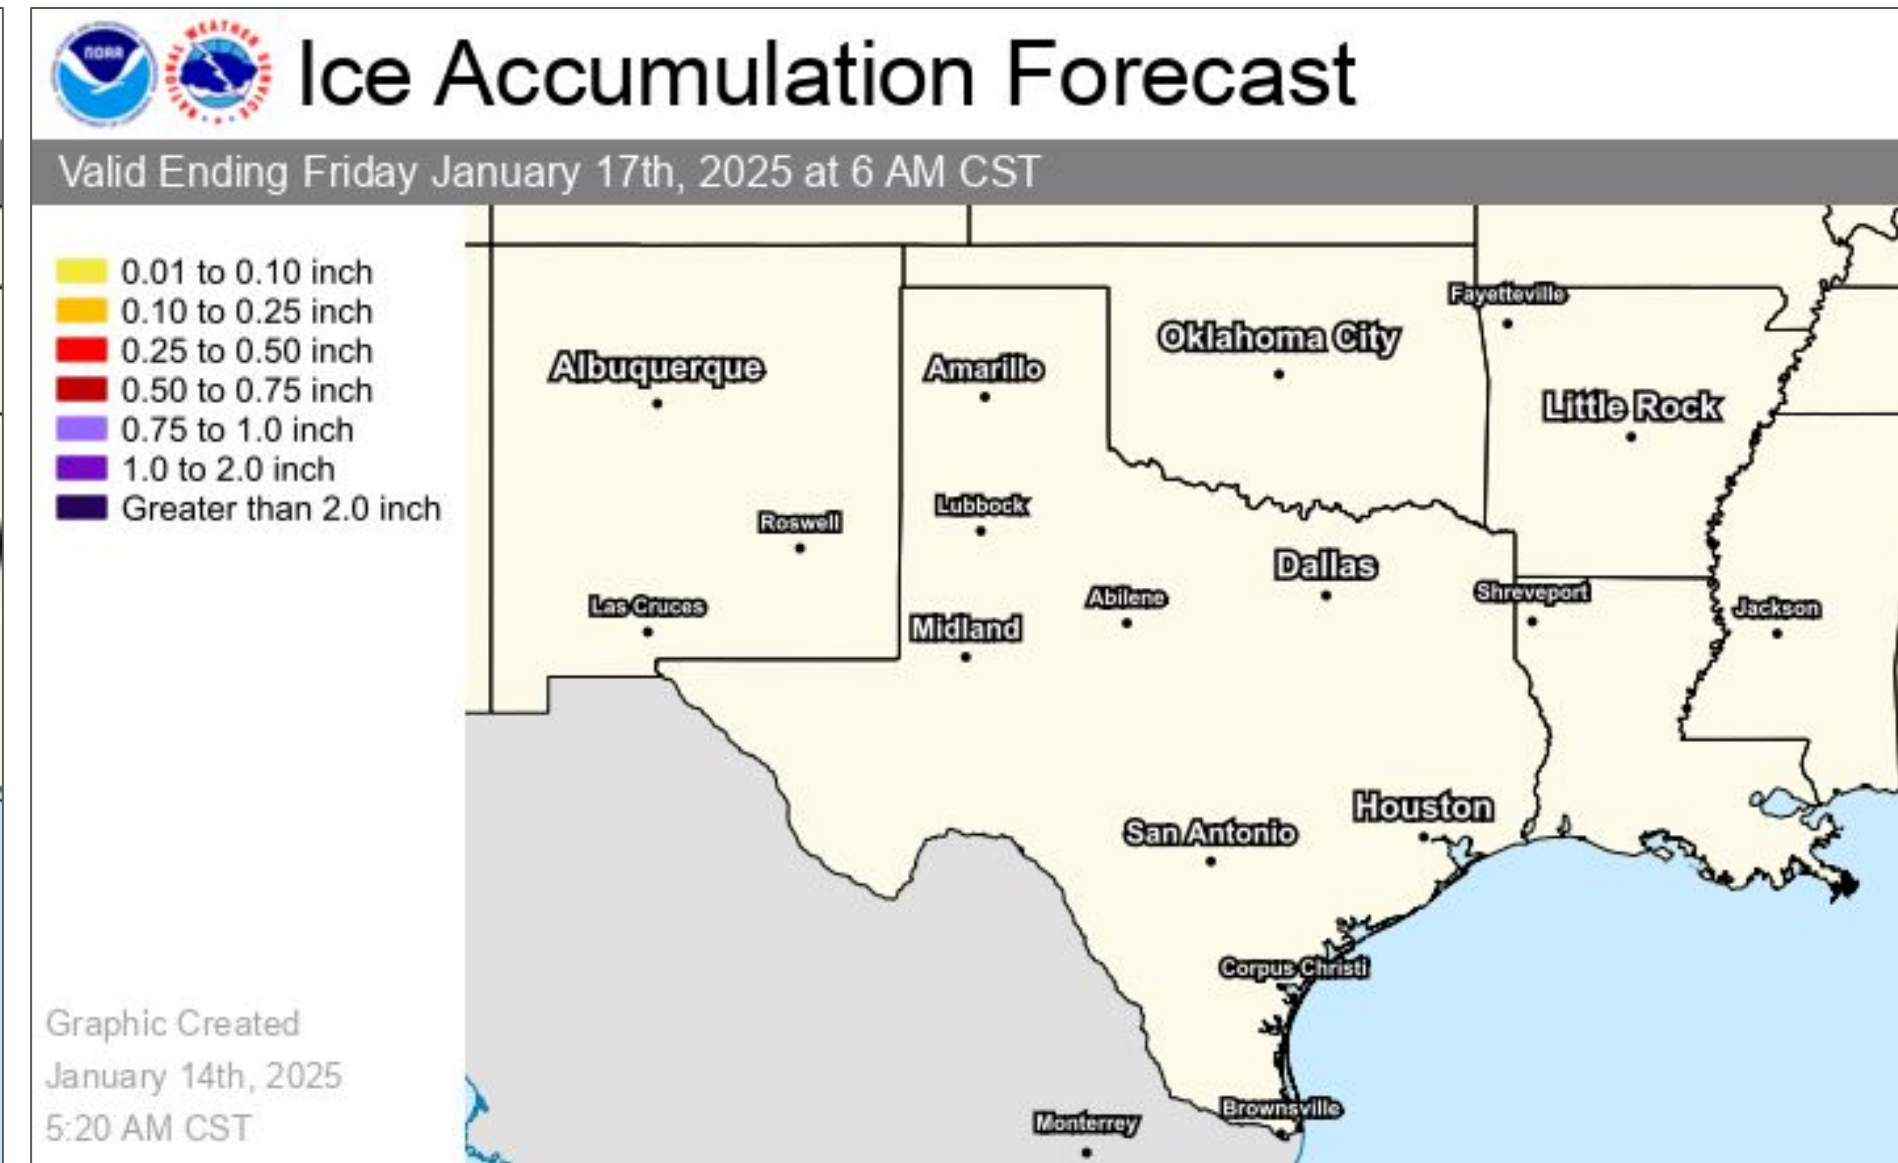 NOAA
NATIONAL WEATHER SERVICE
Ice Accumulation Forecast
Valid Ending Friday January 17th, 2025 at 6 AM CST
0.01 to 0.10 inch
0.10 to 0.25 inch
0.25 to 0.50 inch
0.50 to 0.75 inch
0.75 to 1.0 inch
1.0 to 2.0 inch
Greater than 2.0 inch
Fayetteville
Oklahoma City
Albuquerque
Amarillo
Little Rock
Lubbock
Roswell
Dallas
Shreveport
Abilene
Las Cruces
Jackson
Midland
Houston
San Antonio
Corpus Christi
Brownsville
Monterrey
Graphic Created
January 14th, 2025
5:20 AM CST